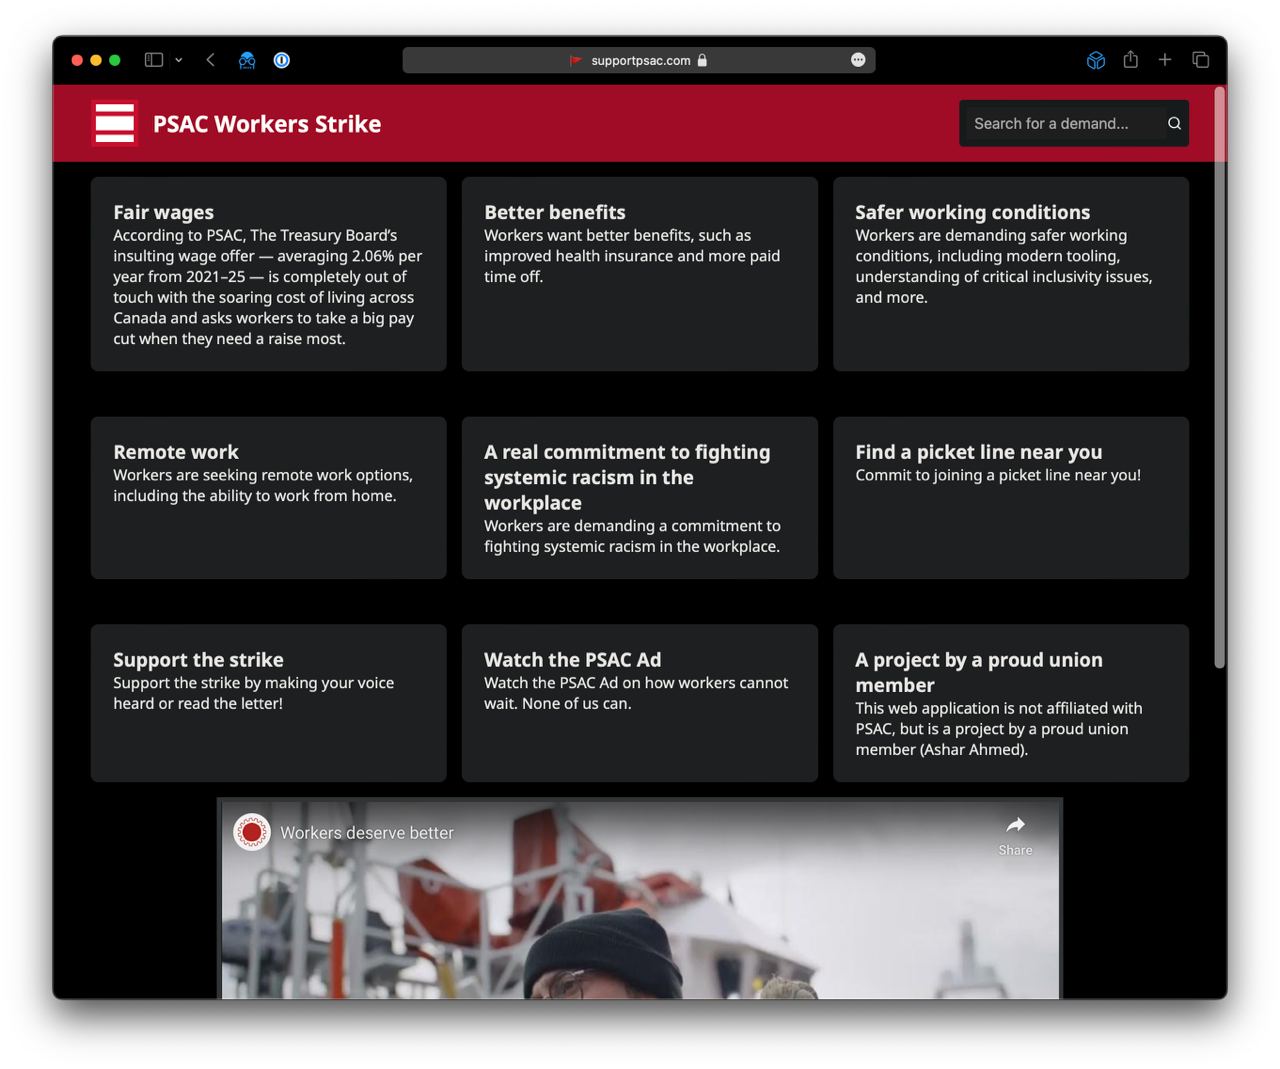 supportpsac.com
PSAC Workers Strike
Search for a demand...
Fair wages
According to PSAC, The Treasury Board's
insulting wage offer — averaging 2.06% per
year from 2021–25 — is completely out of
touch with the soaring cost of living across
Canada and asks workers to take a big pay
cut when they need a raise most.
Better benefits
Workers want better benefits, such as
improved health insurance and more paid
time off.
Safer working conditions
Workers are demanding safer working
conditions, including modern tooling,
understanding of critical inclusivity issues,
and more.
Remote work
Workers are seeking remote work options,
including the ability to work from home.
A real commitment to fighting
systemic racism in the
workplace
Workers are demanding a commitment to
fighting systemic racism in the workplace.
Find a picket line near you
Commit to joining a picket line near you!
Support the strike
Support the strike by making your voice
heard or read the letter!
Watch the PSAC Ad
Watch the PSAC Ad on how workers cannot
wait. None of us can.
A project by a proud union
member
This web application is not affiliated with
PSAC, but is a project by a proud union
member (Ashar Ahmed).
Workers deserve better
Share